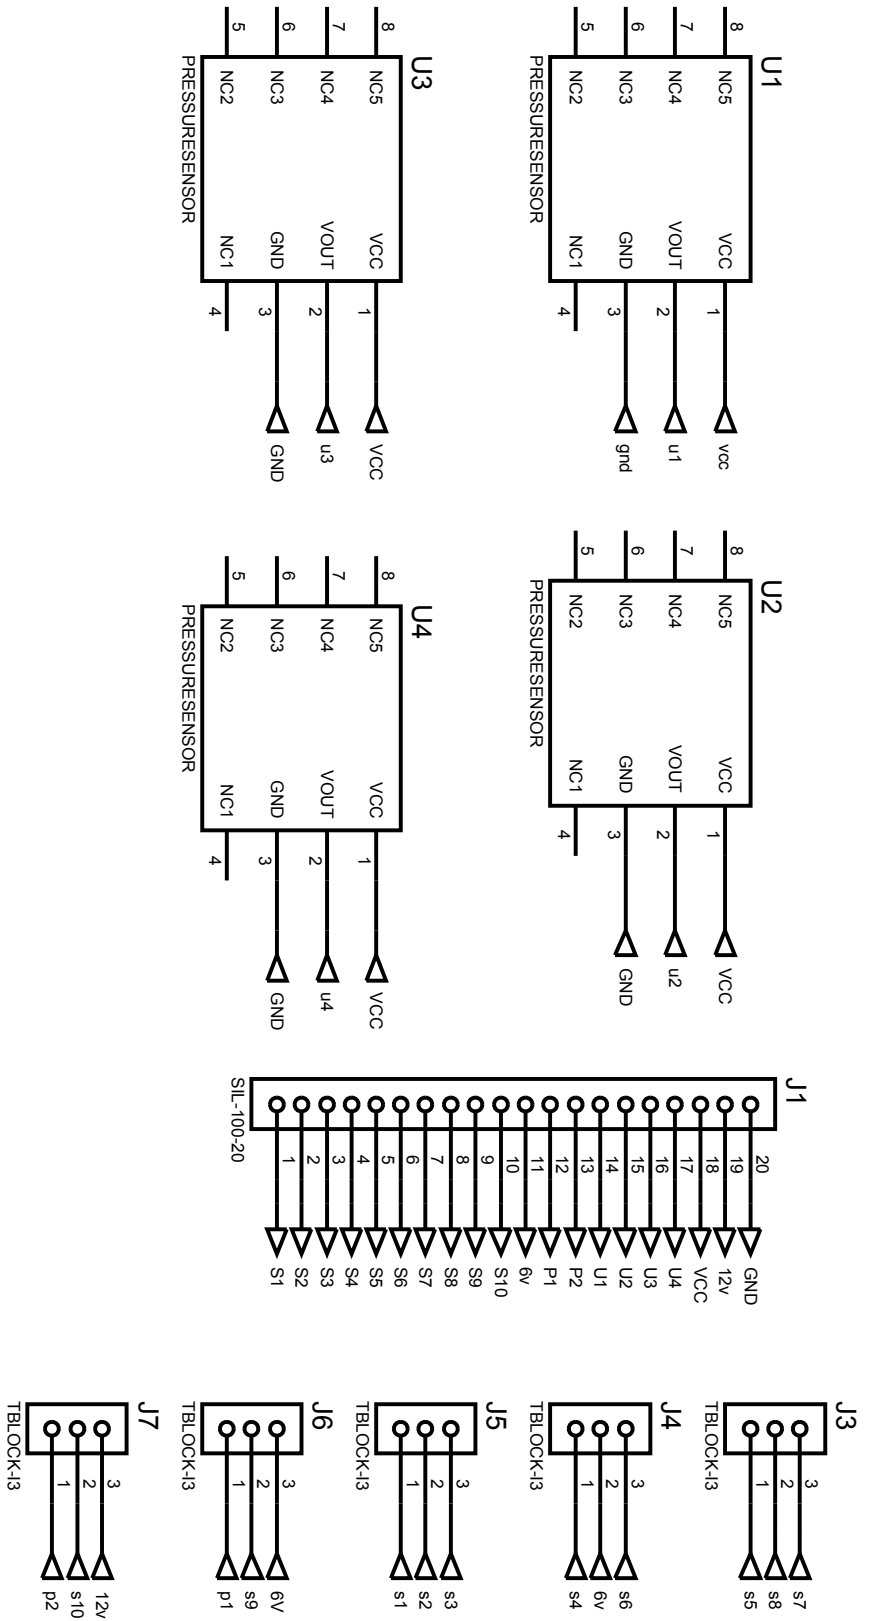 U1
PRESSURESENSOR
8 NC5
7 NC4
6 NC3
5 NC2
VCC 1 vcc
VOUT 2 u1
GND 3 gnd
NC1 4
U2
PRESSURESENSOR
8 NC5
7 NC4
6 NC3
5 NC2
VCC 1 VCC
VOUT 2 u2
GND 3 GND
NC1 4
U3
PRESSURESENSOR
8 NC5
7 NC4
6 NC3
5 NC2
VCC 1 VCC
VOUT 2 u3
GND 3 GND
NC1 4
U4
PRESSURESENSOR
8 NC5
7 NC4
6 NC3
5 NC2
VCC 1 VCC
VOUT 2 u4
GND 3 GND
NC1 4
J1
20 GND
19 12v
18 VCC
17 U4
16 U3
15 U2
14 U1
13 P2
12 P1
11 6v
10 S10
9 S9
8 S8
7 S7
6 S6
5 S5
4 S4
3 S3
2 S2
1 S1
SIL-100-20
J3
3 s7
2 s8
1 s5
TBLOCK-I3
J4
3 s6
2 6v
1 s4
TBLOCK-I3
J5
3 s3
2 s2
1 s1
TBLOCK-I3
J6
3 6V
2 s9
1 p1
TBLOCK-I3
J7
3 12v
2 s10
1 p2
TBLOCK-I3